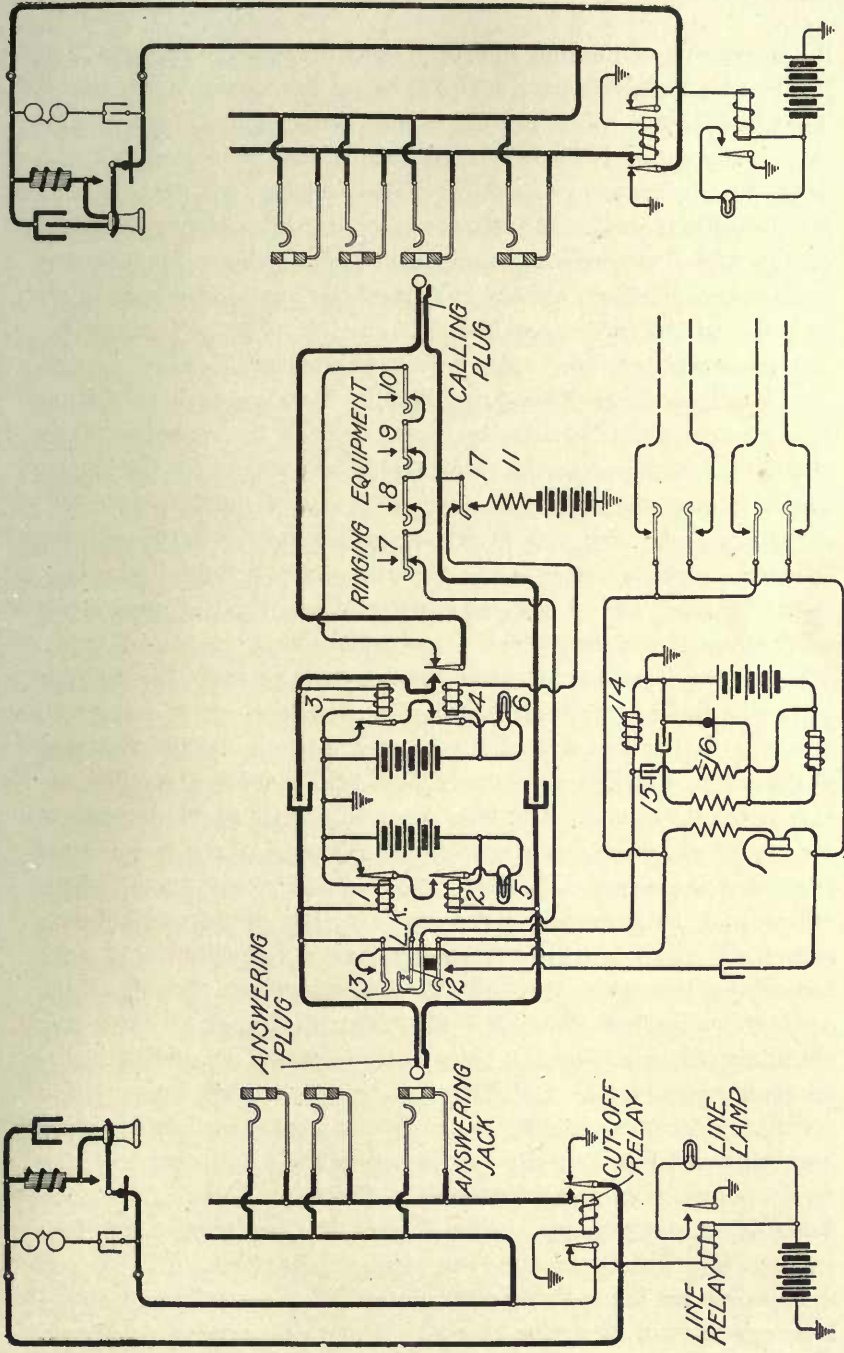 ANSWERING
PLUG
ANSWERING
JACK
CUT-OFF
RELAY
LINE
LAMP
LINE
RELAY
13
L.K.
12
1
2
5
3
4
6
RINGING EQUIPMENT
7
8
9
10
CALLING
PLUG
17
11
14
15
16